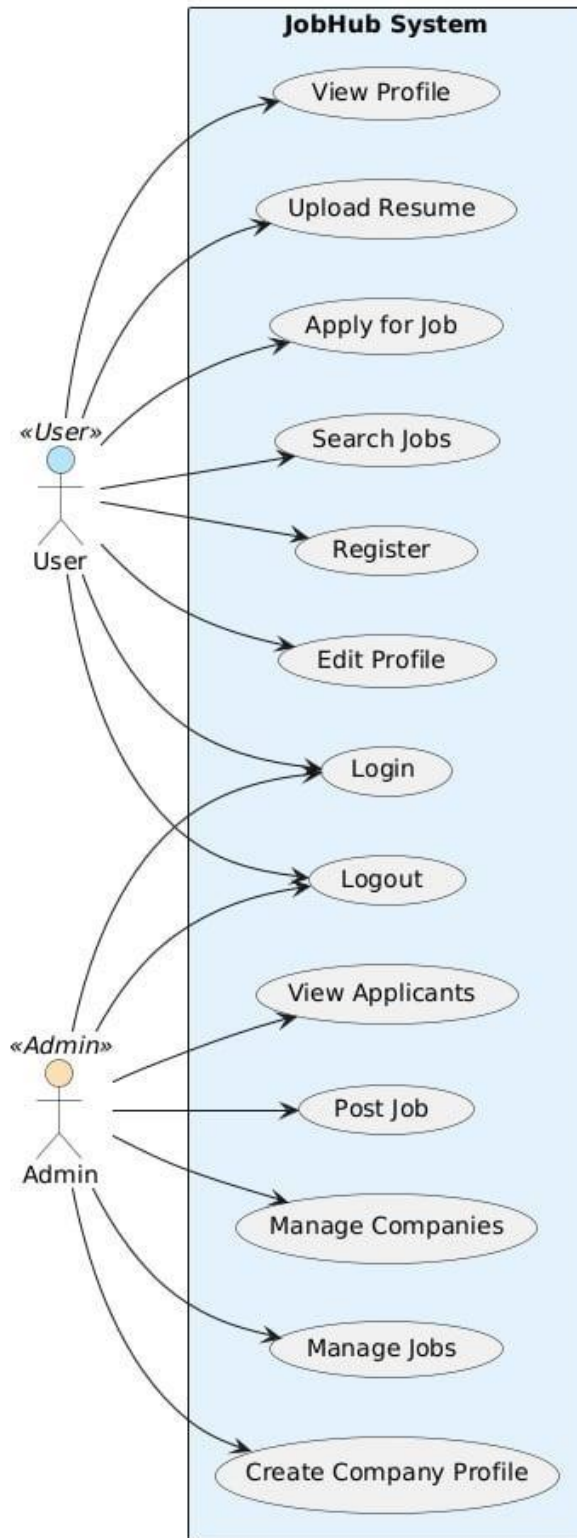 JobHub System
View Profile
Upload Resume
Apply for Job
«User»
Search Jobs
User
Register
Edit Profile
Login
Logout
View Applicants
«Admin»
Post Job
Admin
Manage Companies
Manage Jobs
Create Company Profile